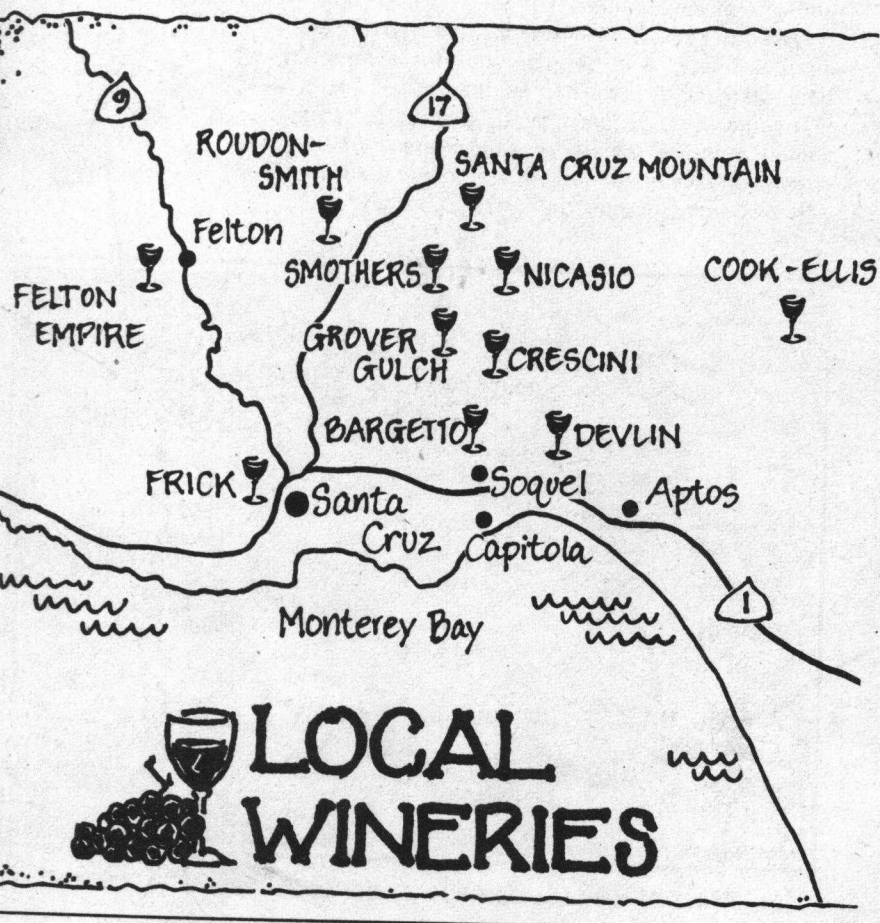 9
17
ROUDON-
SMITH
SANTA CRUZ MOUNTAIN
Felton
SMOTHERS
NICASIO
COOK-ELLIS
FELTON
EMPIRE
GROVER
GULCH
CRESCINI
BARGETTO
DEVLIN
FRICK
Soquel
Aptos
Santa
Cruz
Capitola
1
Monterey Bay
LOCAL
WINERIES